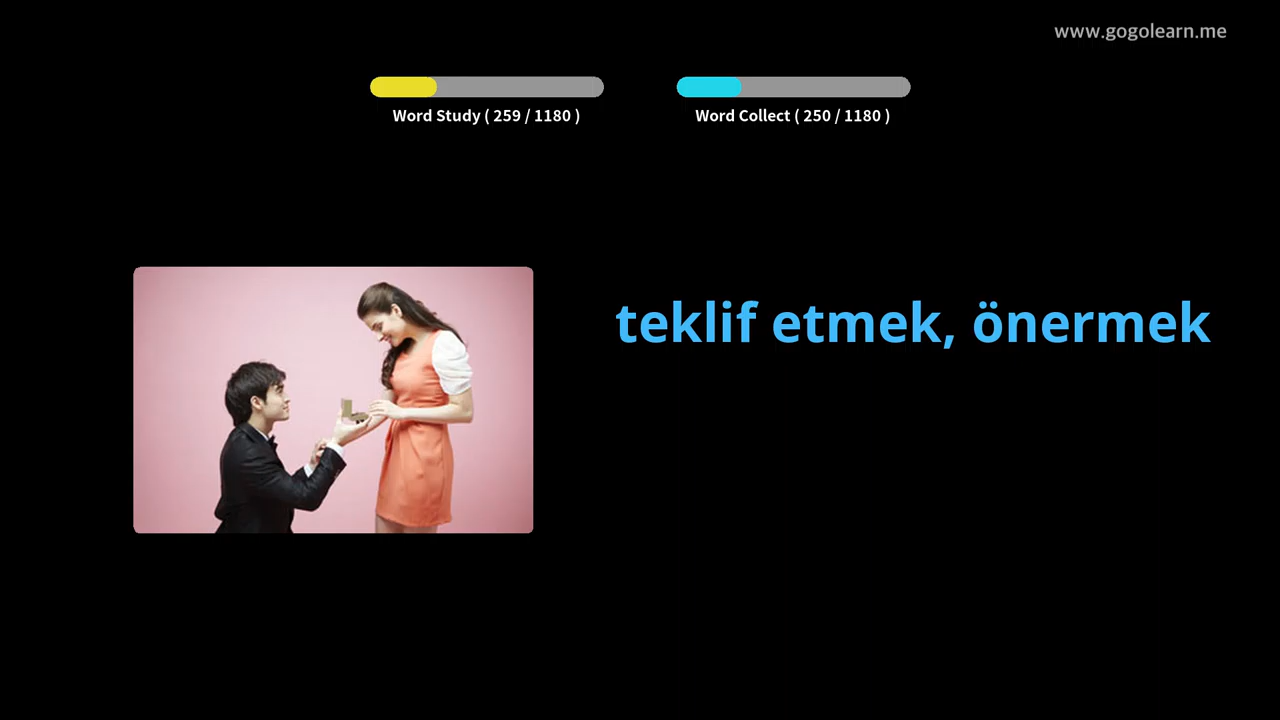 www.gogolearn.me
Word Study ( 259 / 1180 )
Word Collect ( 250 / 1180 )
teklif etmek, önermek